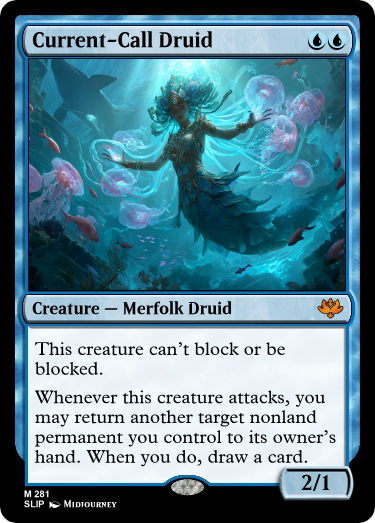 Current-Call Druid
Creature — Merfolk Druid
This creature can't block or be
blocked.
Whenever this creature attacks, you
may return another target nonland
permanent you control to its owner's
hand. When you do, draw a card.
2/1
M 281
SLIP Midjourney